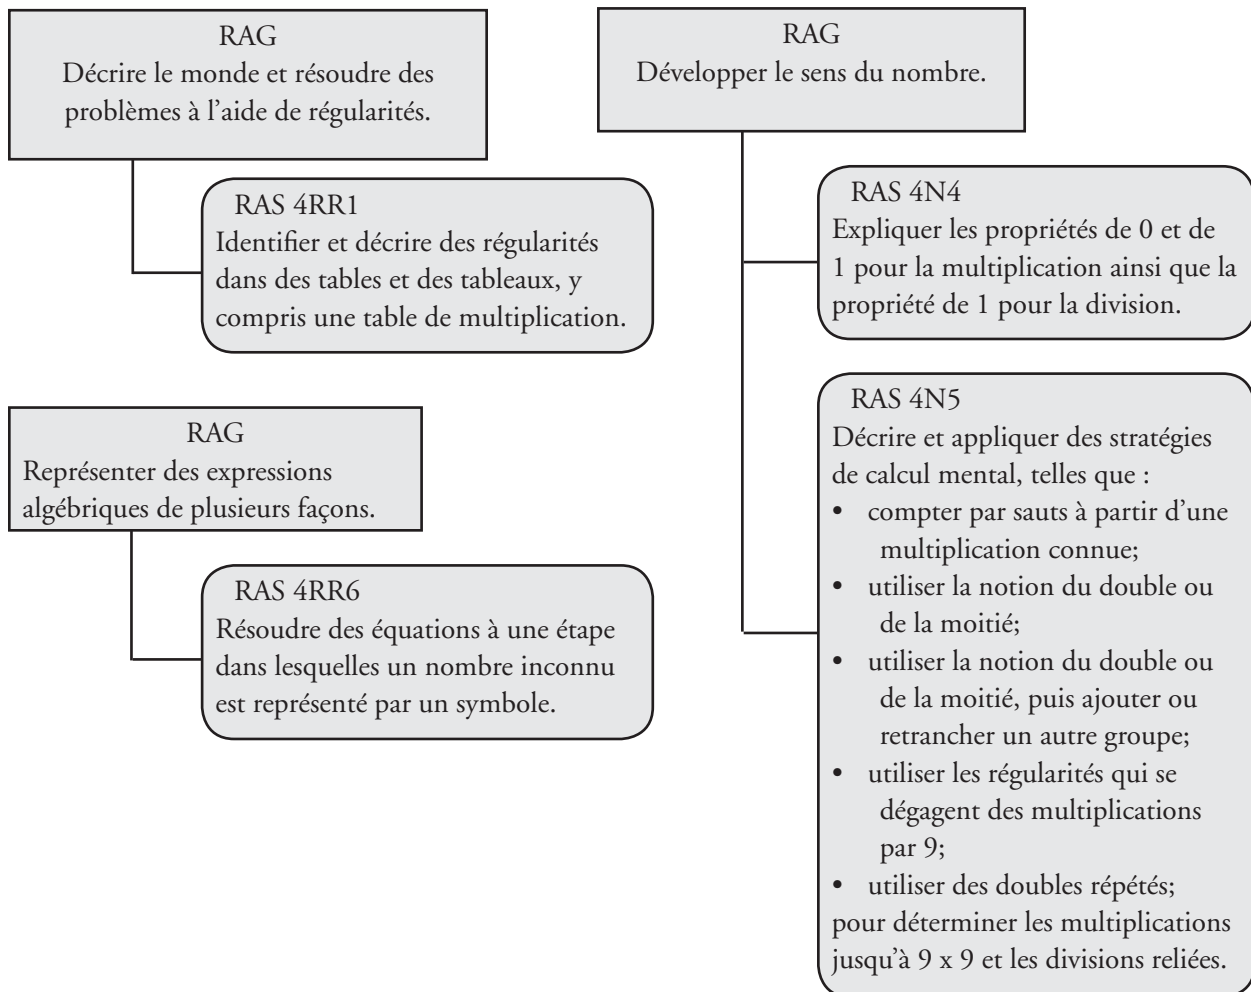 RAG
Décrire le monde et résoudre des
problèmes à l'aide de régularités.
RAS 4RR1
Identifier et décrire des régularités
dans des tables et des tableaux, y
compris une table de multiplication.
RAG
Représenter des expressions
algébriques de plusieurs façons.
RAS 4RR6
Résoudre des équations à une étape
dans lesquelles un nombre inconnu
est représenté par un symbole.
RAG
Développer le sens du nombre.
RAS 4N4
Expliquer les propriétés de 0 et de
1 pour la multiplication ainsi que la
propriété de 1 pour la division.
RAS 4N5
Décrire et appliquer des stratégies
de calcul mental, telles que :
• compter par sauts à partir d'une
multiplication connue;
• utiliser la notion du double ou
de la moitié;
• utiliser la notion du double ou
de la moitié, puis ajouter ou
retrancher un autre groupe;
• utiliser les régularités qui se
dégagent des multiplications
par 9;
• utiliser des doubles répétés;
pour déterminer les multiplications
jusqu'à 9 x 9 et les divisions reliées.